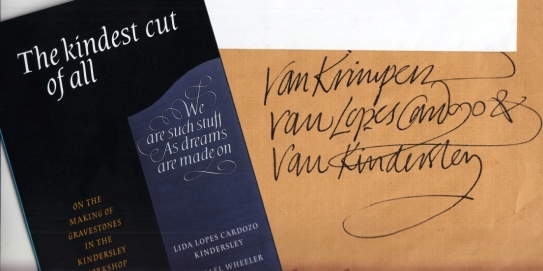 The kindest cut
of all
We
are such stuff
As dreams
are made on
ON THE
MAKING OF
GRAVESTONES
IN THE
KINDERSLEY
WORKSHOP
LIDA LOPES CARDOZO
KINDERSLEY
WHEELER
Van Krimpen
van Lopes Cardozo &
Van Kindersley